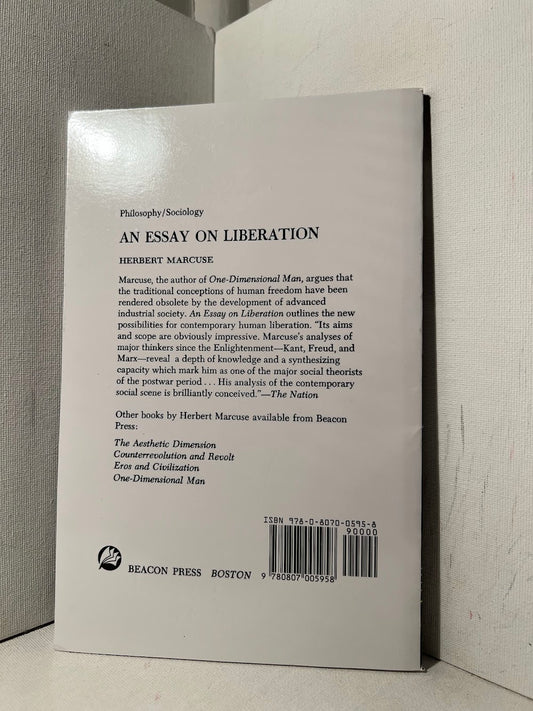 Philosophy/Sociology
AN ESSAY ON LIBERATION
HERBERT MARCUSE
Marcuse, the author of One-Dimensional Man, argues that
the traditional conceptions of human freedom have been
rendered obsolete by the development of advanced
industrial society. An Essay on Liberation outlines the new
possibilities for contemporary human liberation. “Its aims
and scope are obviously impressive. Marcuse's analyses of
major thinkers since the Enlightenment—Kant, Freud, and
Marx—reveal a depth of knowledge and a synthesizing
capacity which mark him as one of the major social theorists
of the postwar period . . . His analysis of the contemporary
social scene is brilliantly conceived.”—The Nation
Other books by Herbert Marcuse available from Beacon
Press:
The Aesthetic Dimension
Counterrevolution and Revolt
Eros and Civilization
One-Dimensional Man
ISBN 978-0-8070-0595-8
90000
9 780807 005958
BEACON PRESS BOSTON